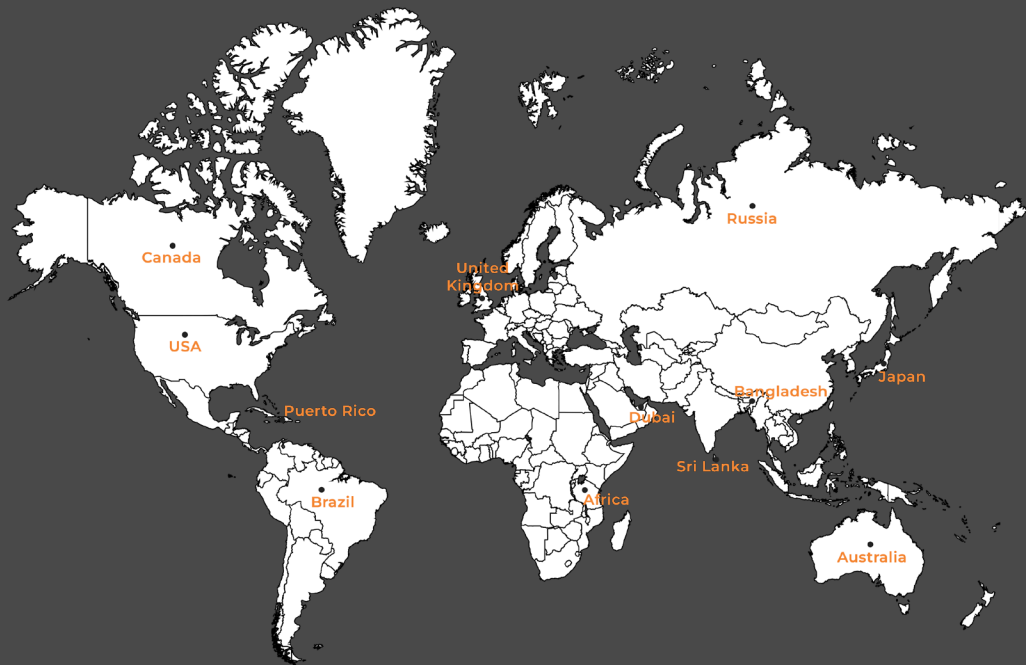 Russia
Canada
United
Kingdom
USA
Japan
Bangladesh
Puerto Rico
Dubai
Sri Lanka
Brazil
Africa
Australia